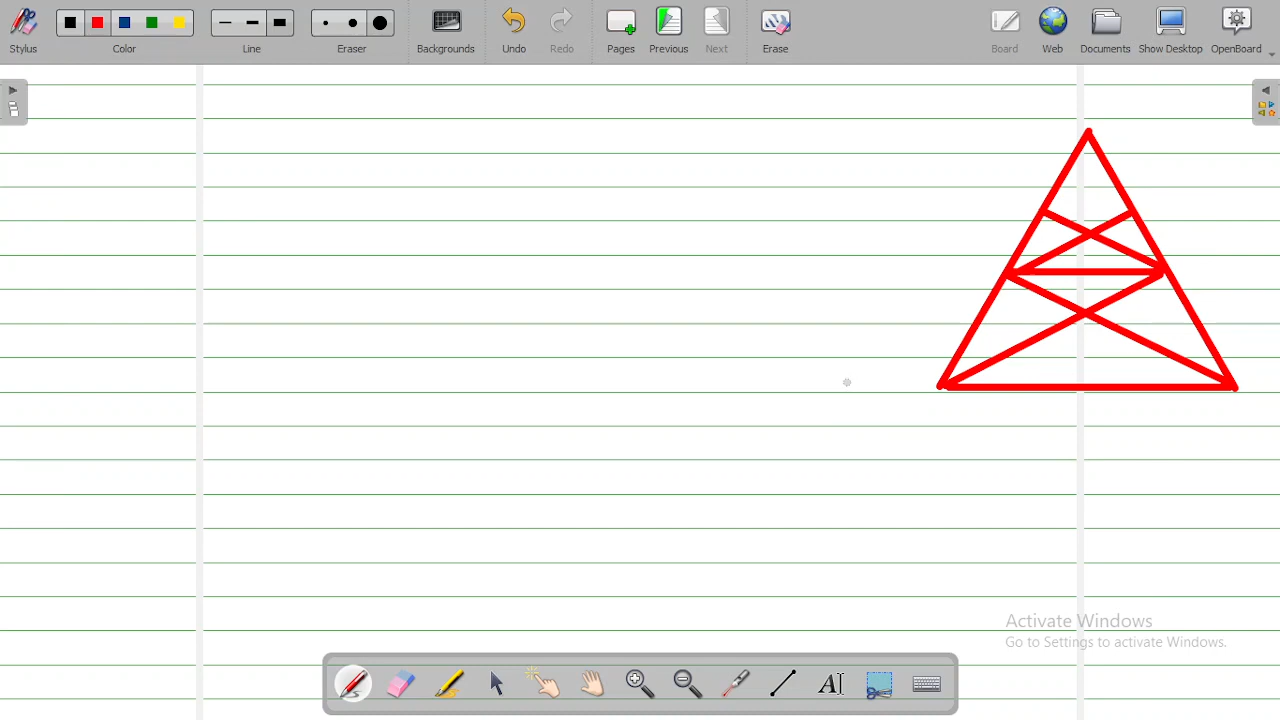 Stylus Color Line Eraser Backgrounds Undo Redo Pages Previous Next Erase Board Web Documents Show Desktop OpenBoard
Activate Windows
Go to Settings to activate Windows.